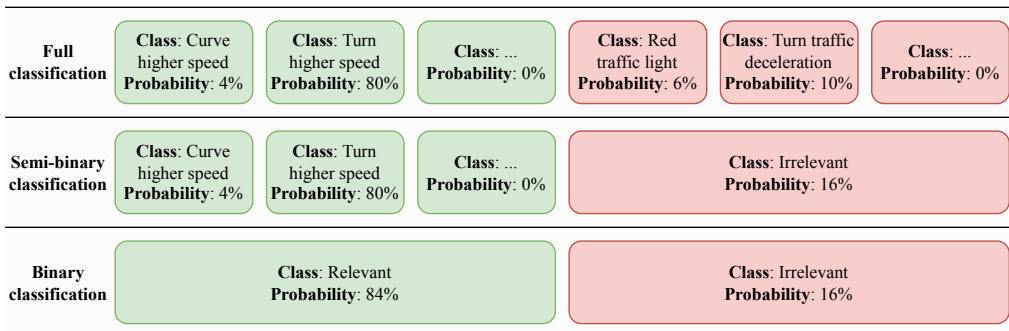 Full
classification
Class: Curve
higher speed
Probability: 4%
Class: Turn
higher speed
Probability: 80%
Class: ...
Probability: 0%
Class: Red
traffic light
Probability: 6%
Class: Turn traffic
deceleration
Probability: 10%
Class: ...
Probability: 0%
Semi-binary
classification
Class: Curve
higher speed
Probability: 4%
Class: Turn
higher speed
Probability: 80%
Class: ...
Probability: 0%
Class: Irrelevant
Probability: 16%
Binary
classification
Class: Relevant
Probability: 84%
Class: Irrelevant
Probability: 16%